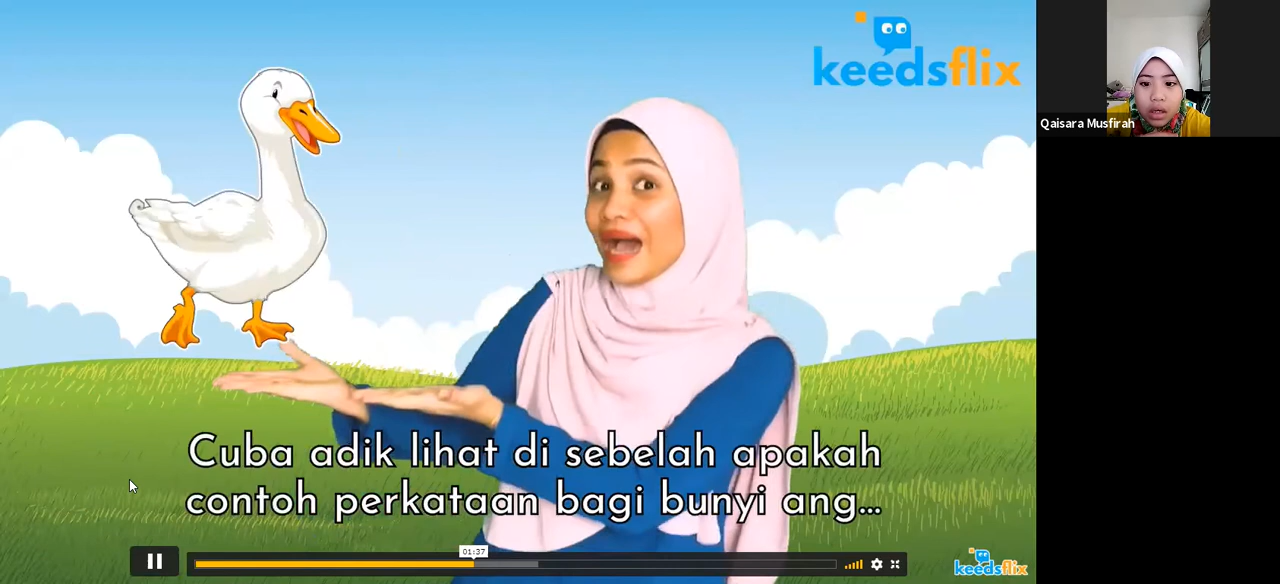 keedsflix
Qaisara Musfirah
Cuba adik lihat di sebelah apakah
contoh perkataan bagi bunyi ang...
01:37
keedsflix